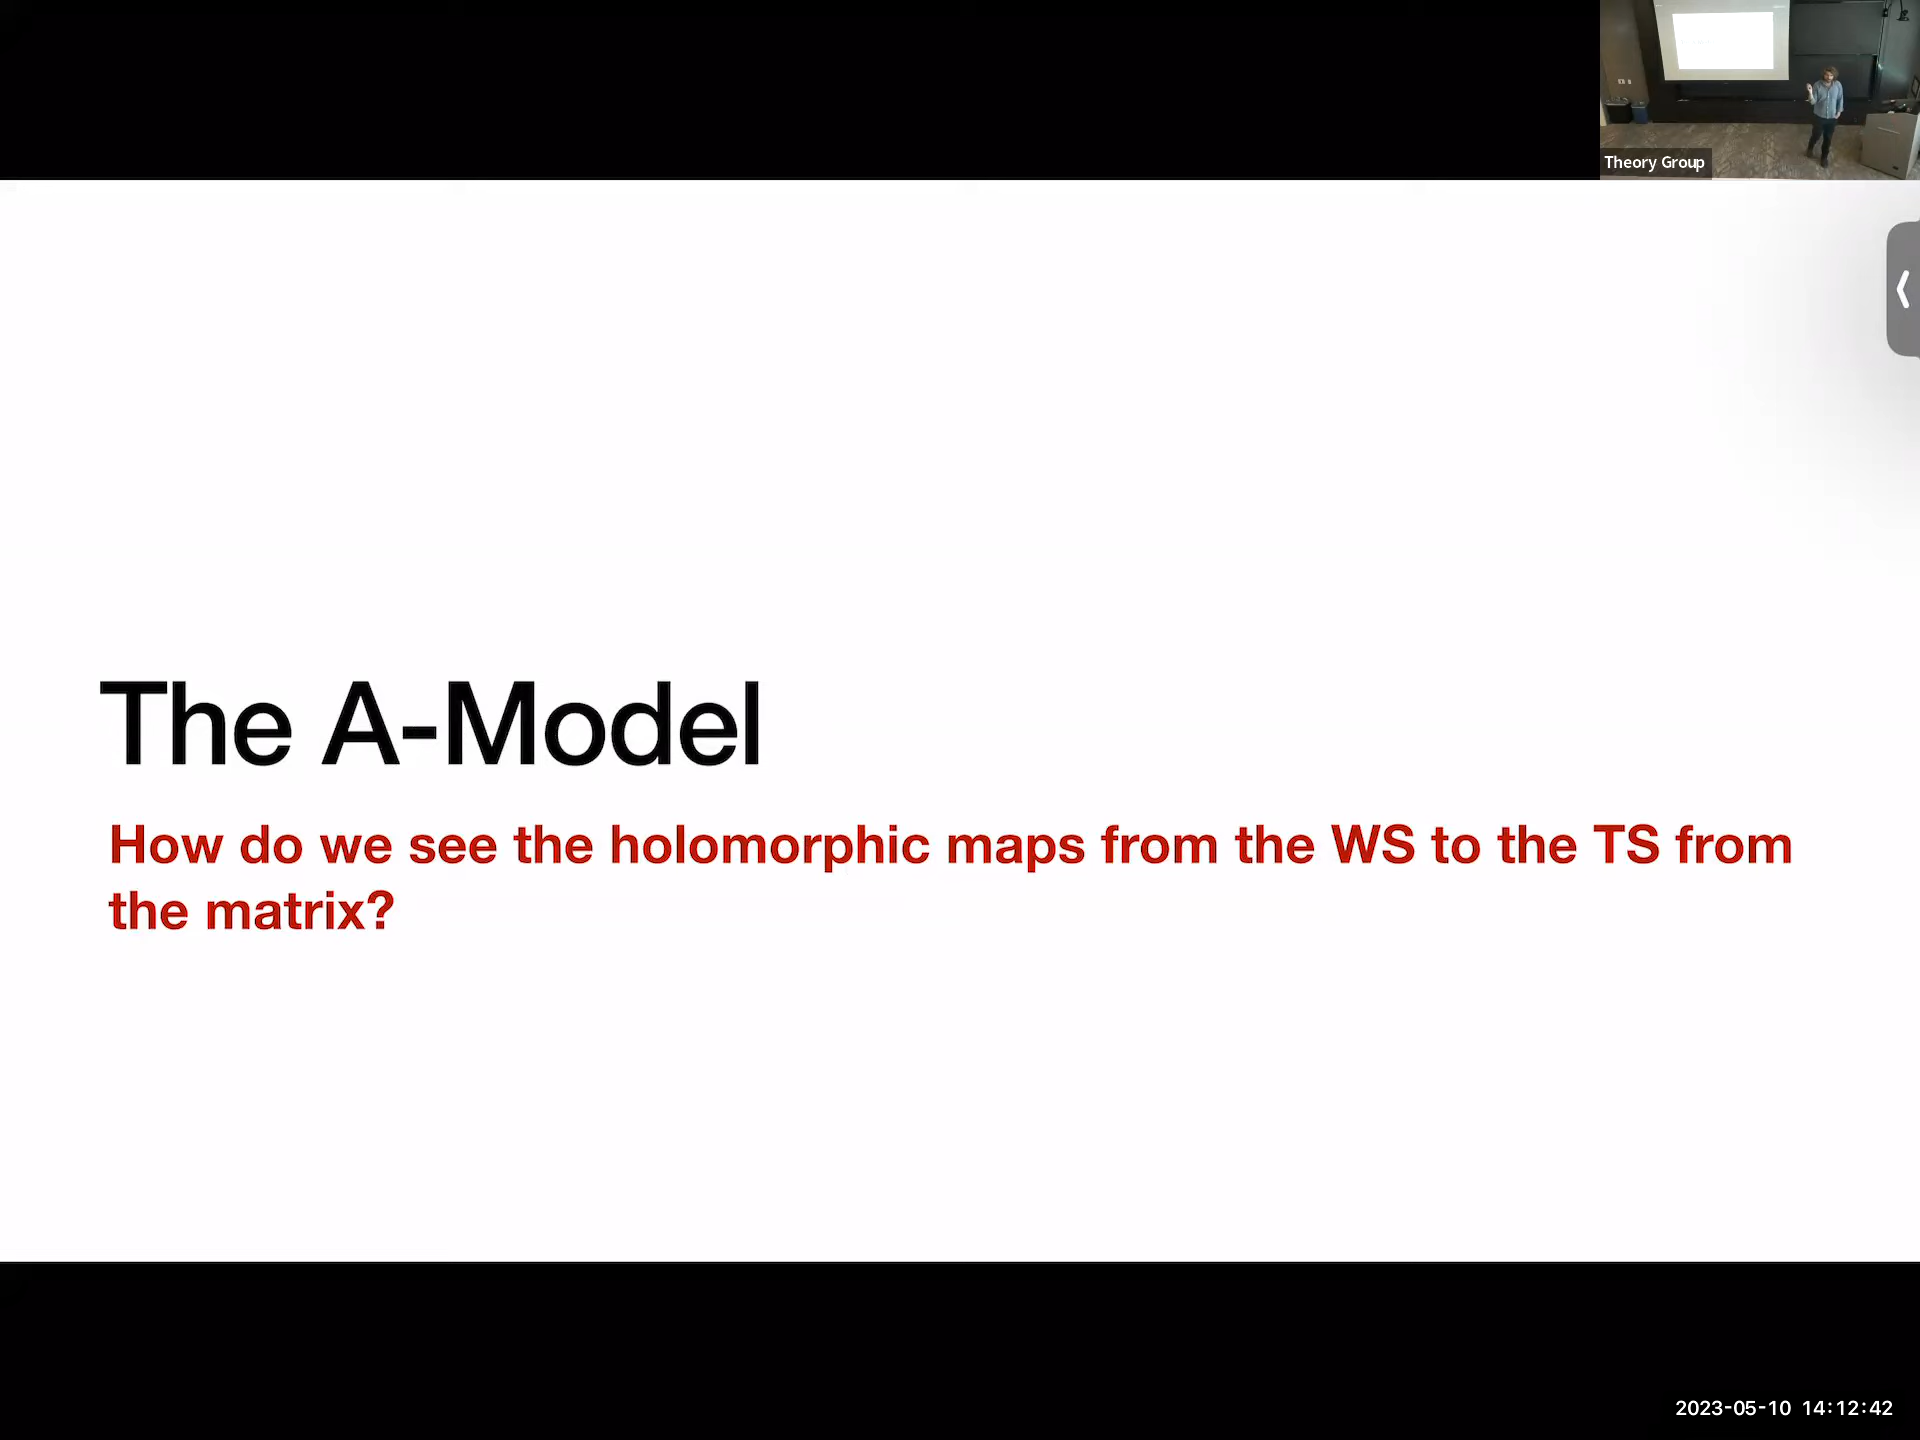 Theory Group
The A-Model
How do we see the holomorphic maps from the WS to the TS from
the matrix?
2023-05-10 14:12:42